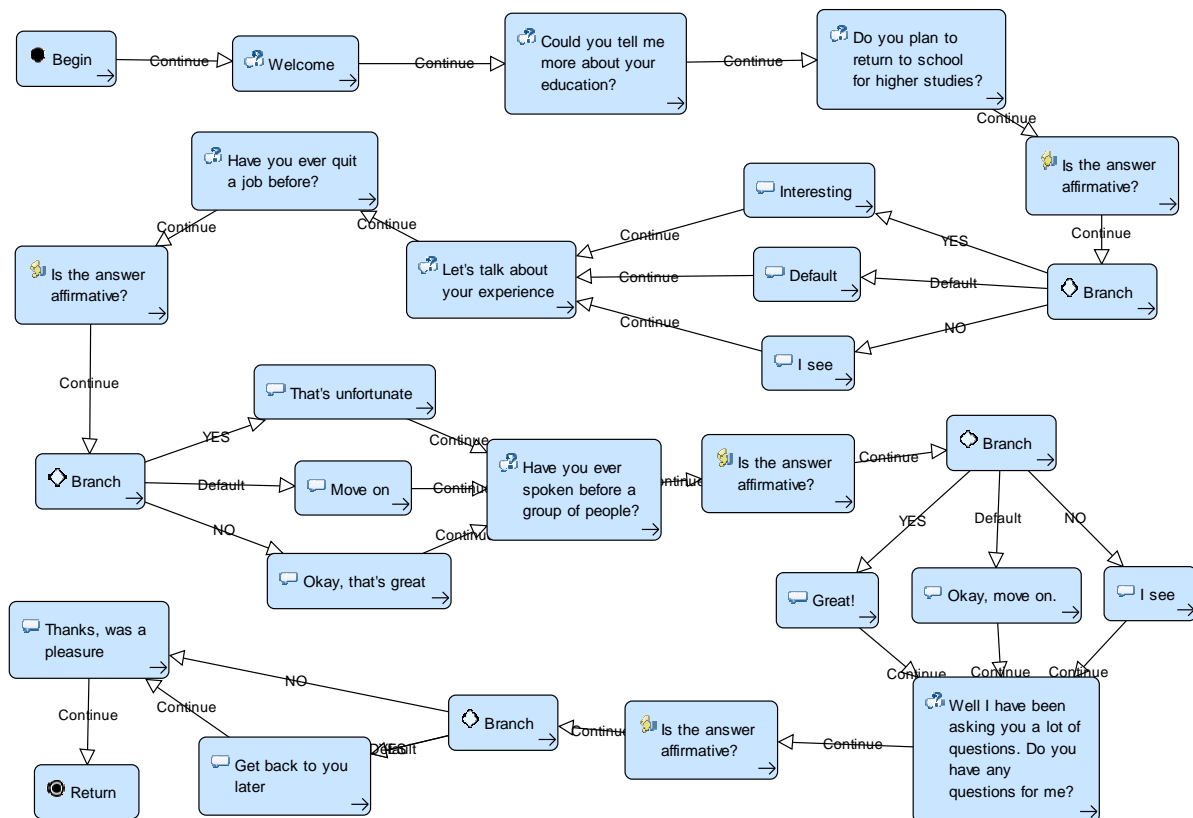 Begin
Continue
Welcome
Continue
Could you tell me
more about your
education?
Continue
Do you plan to
return to school
for higher studies?
Continue
Is the answer
affirmative?
Continue
Branch
YES
Default
NO
Interesting
Default
I see
Continue
Continue
Continue
Let's talk about
your experience
Continue
Have you ever quit
a job before?
Continue
Is the answer
affirmative?
Continue
Branch
YES
Default
NO
That's unfortunate
Move on
Okay, that's great
Continue
Continue
Continue
Have you ever
spoken before a
group of people?
Continue
Is the answer
affirmative?
Continue
Branch
YES
Default
NO
Great!
Okay, move on.
I see
Continue
Continue
Continue
Well I have been
asking you a lot of
questions. Do you
have any
questions for me?
Continue
Is the answer
affirmative?
Continue
Branch
NO
Default
YES
Get back to you
later
Continue
Thanks, was a
pleasure
Continue
Return